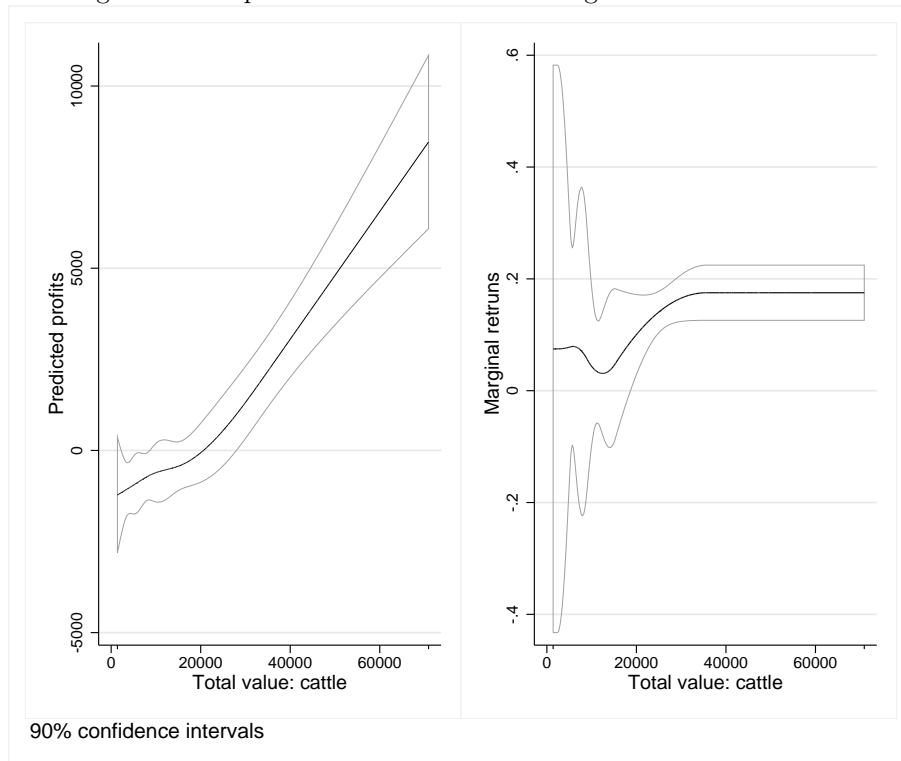 Predicted profits
10000
5000
0
-5000
0 20000 40000 60000
Total value: cattle
Marginal retruns
.6
.4
.2
0
-.2
-.4
0 20000 40000 60000
Total value: cattle
90% confidence intervals